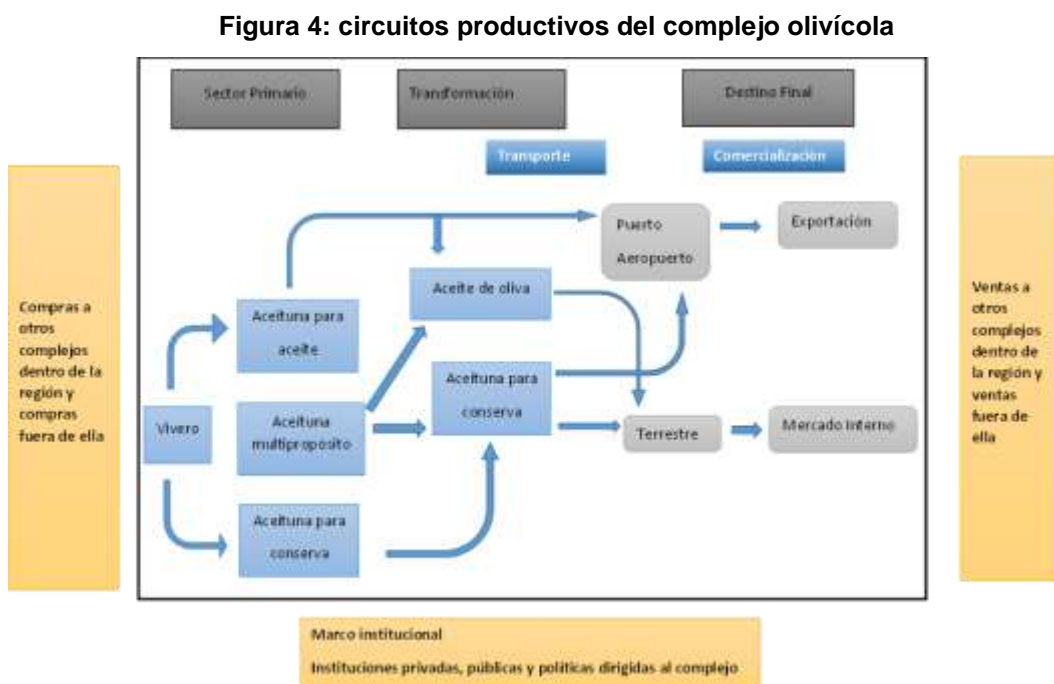 Figura 4: circuitos productivos del complejo olivícola
Sector Primario
Transformación
Destino Final
Transporte
Comercialización
Compras a
otros
complejos
dentro de la
región y
compras
fuera de ella
Vivero
Aceituna para
aceite
Aceituna
multiproposito
Aceituna para
conserva
Aceite de oliva
Aceituna para
conserva
Puerto
Aeropuerto
Terrestre
Exportación
Mercado Interno
Ventas a
otros
complejos
dentro de
la región y
ventas
fuera de
ella
Marco institucional
Instituciones privadas, públicas y políticas dirigidas al complejo